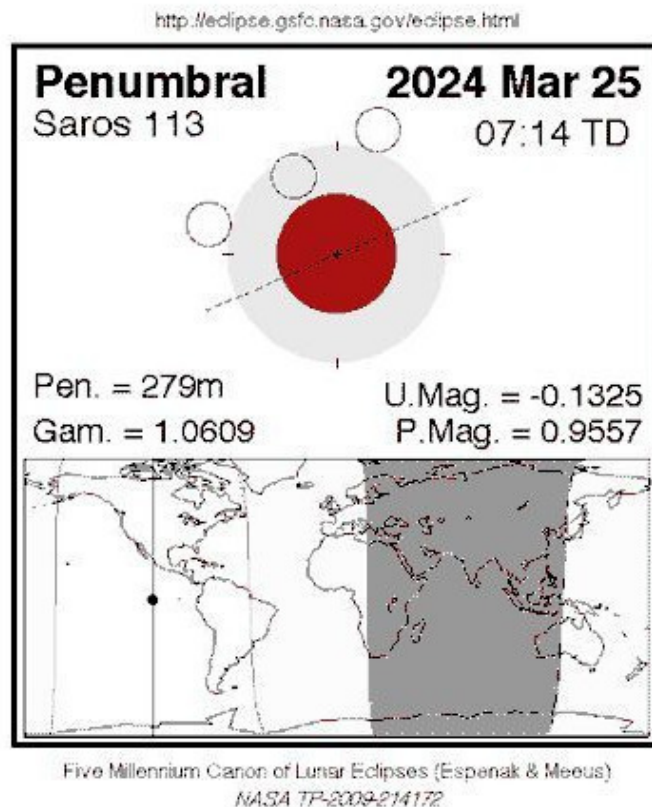 http://eclipse.gsfc.nasa.gov/eclipse.html
Penumbral 2024 Mar 25
Saros 113 07:14 TD
Pen. = 279m U.Mag. = -0.1325
Gam. = 1.0609 P.Mag. = 0.9557
Five Millennium Canon of Lunar Eclipses (Espenak & Meeus)
NASA TP-2009-214172